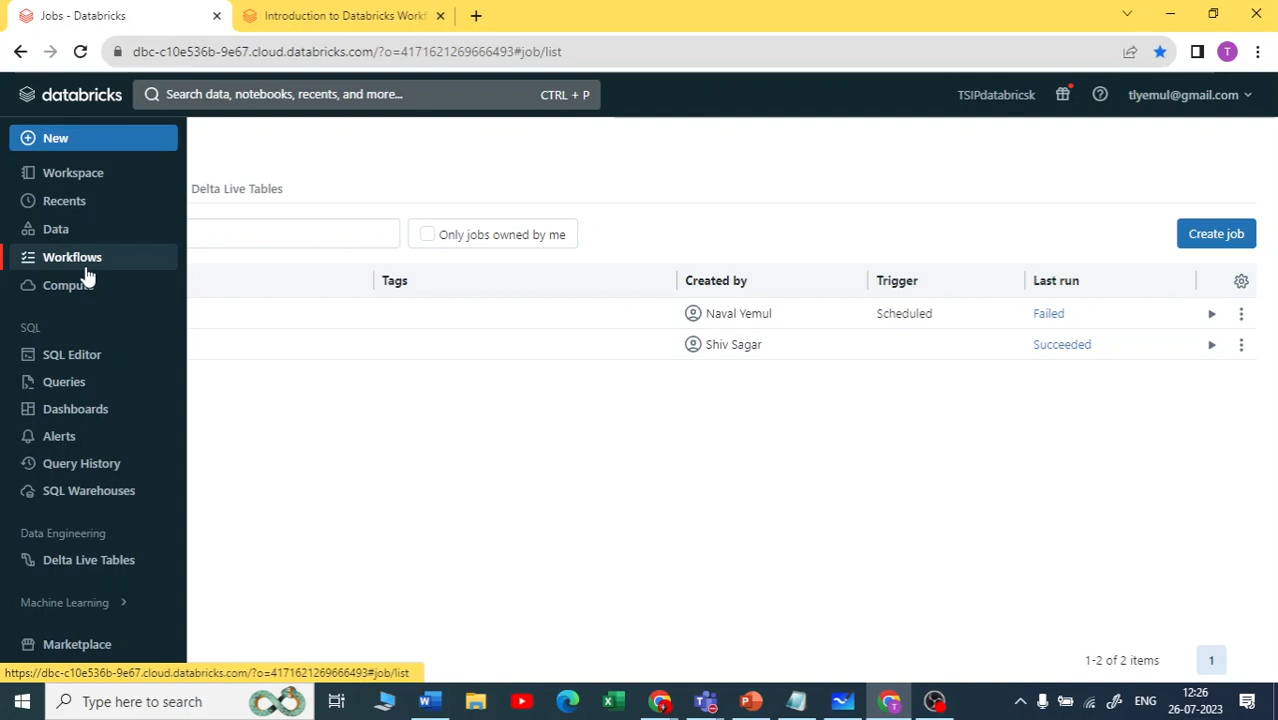 Jobs - Databricks
Introduction to Databricks Workf
dbc-c10e536b-9e67.cloud.databricks.com/?o=4171621269666493#job/list
T
databricks
Search data, notebooks, recents, and more...
CTRL + P
TSIPdatabricsk
tlyemul@gmail.com
New
Workspace
Recents
Data
Workflows
Compute
SQL
SQL Editor
Queries
Dashboards
Alerts
Query History
SQL Warehouses
Data Engineering
Delta Live Tables
Machine Learning
Marketplace
Delta Live Tables
Only jobs owned by me
Create job
Tags
Created by
Trigger
Last run
Naval Yemul
Scheduled
Failed
Shiv Sagar
Succeeded
1-2 of 2 items
1
https://dbc-c10e536b-9e67.cloud.databricks.com/?o=4171621269666493#job/list
Type here to search
ENG
12:26
26-07-2023